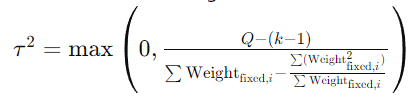 τ² = max (0, Q−(k−1) / (∑ Weight_fixed,i − ∑(Weight²_fixed,i) / ∑ Weight_fixed,i))